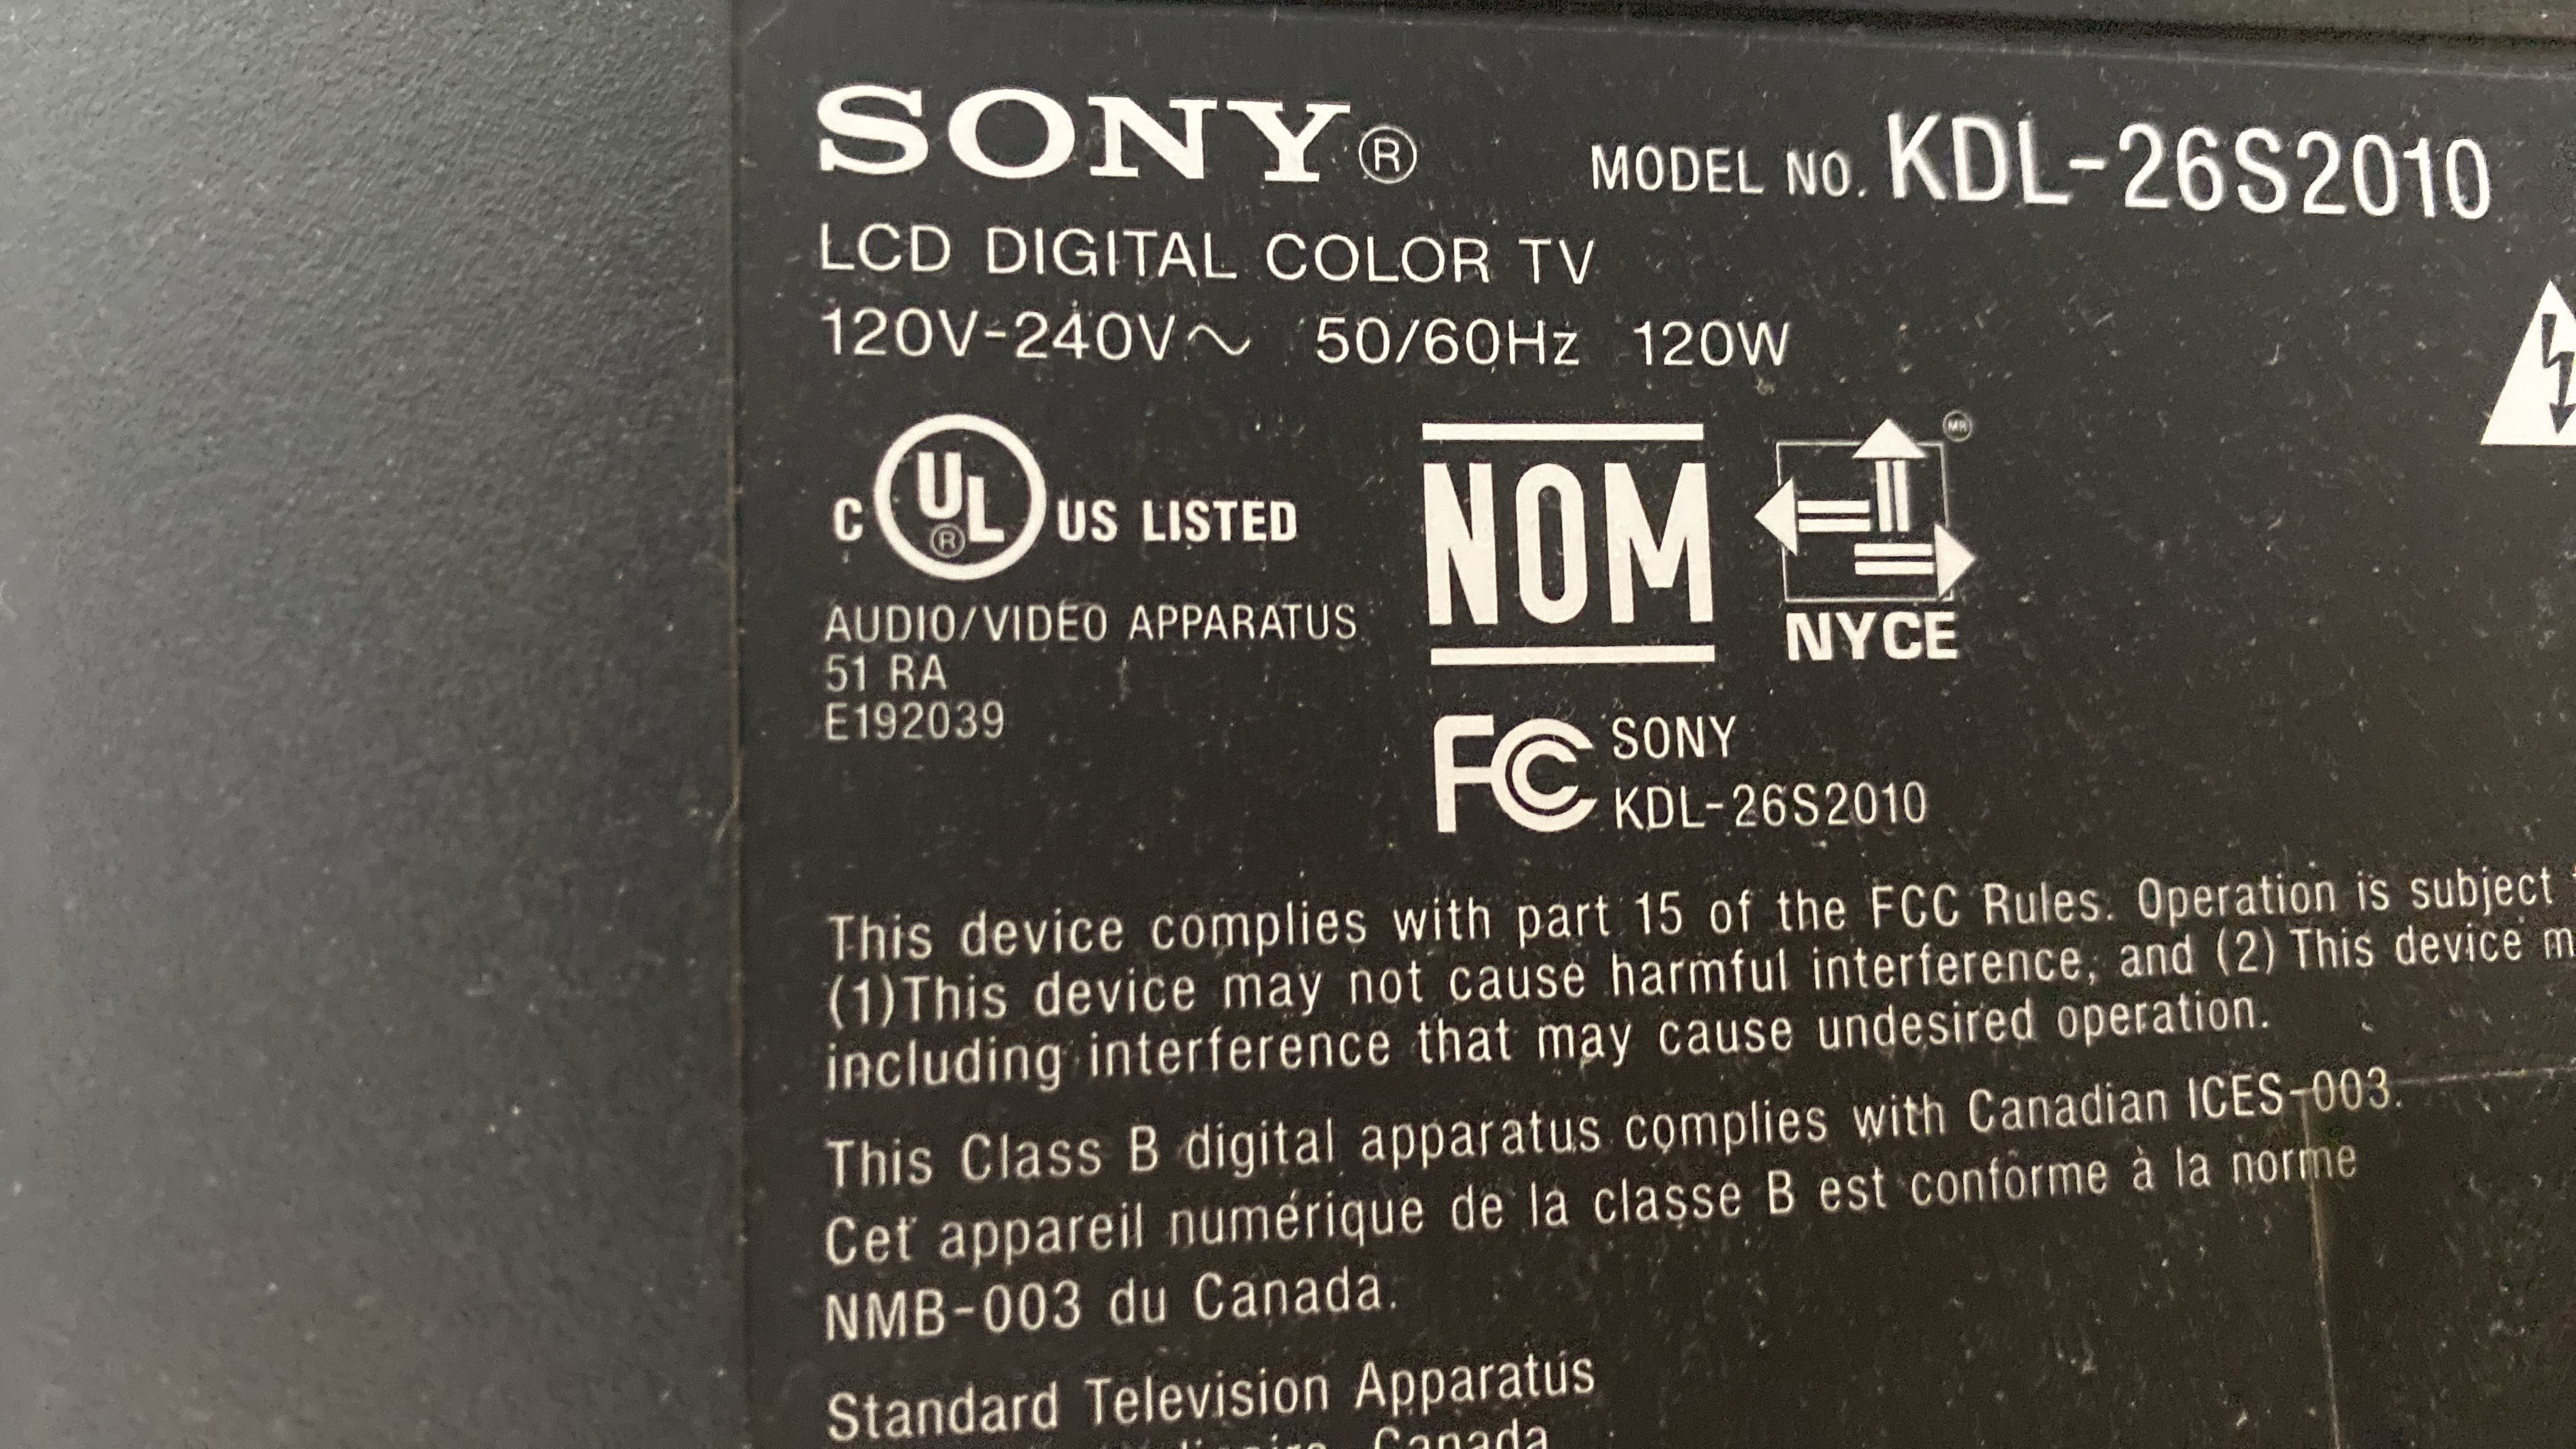 SONY®
MODEL NO. KDL-26S2010
LCD DIGITAL COLOR TV
120V-240V～ 50/60Hz 120W
C UL® US LISTED
AUDIO/VIDEO APPARATUS
51 RA
E192039
NOM
MR
NYCE
FC SONY
KDL-26S2010
This device complies with part 15 of the FCC Rules. Operation is subject
(1)This device may not cause harmful interference, and (2) This device m
including interference that may cause undesired operation.
This Class B digital apparatus complies with Canadian ICES-003.
Cet appareil numérique de la classe B est conforme à la norme
NMB-003 du Canada.
Standard Television Apparatus
Canada